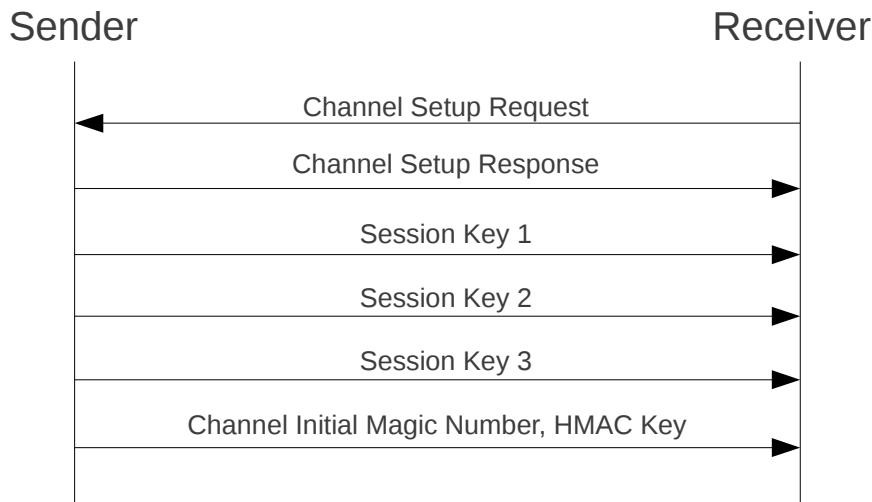 Sender
Receiver
Channel Setup Request
Channel Setup Response
Session Key 1
Session Key 2
Session Key 3
Channel Initial Magic Number, HMAC Key